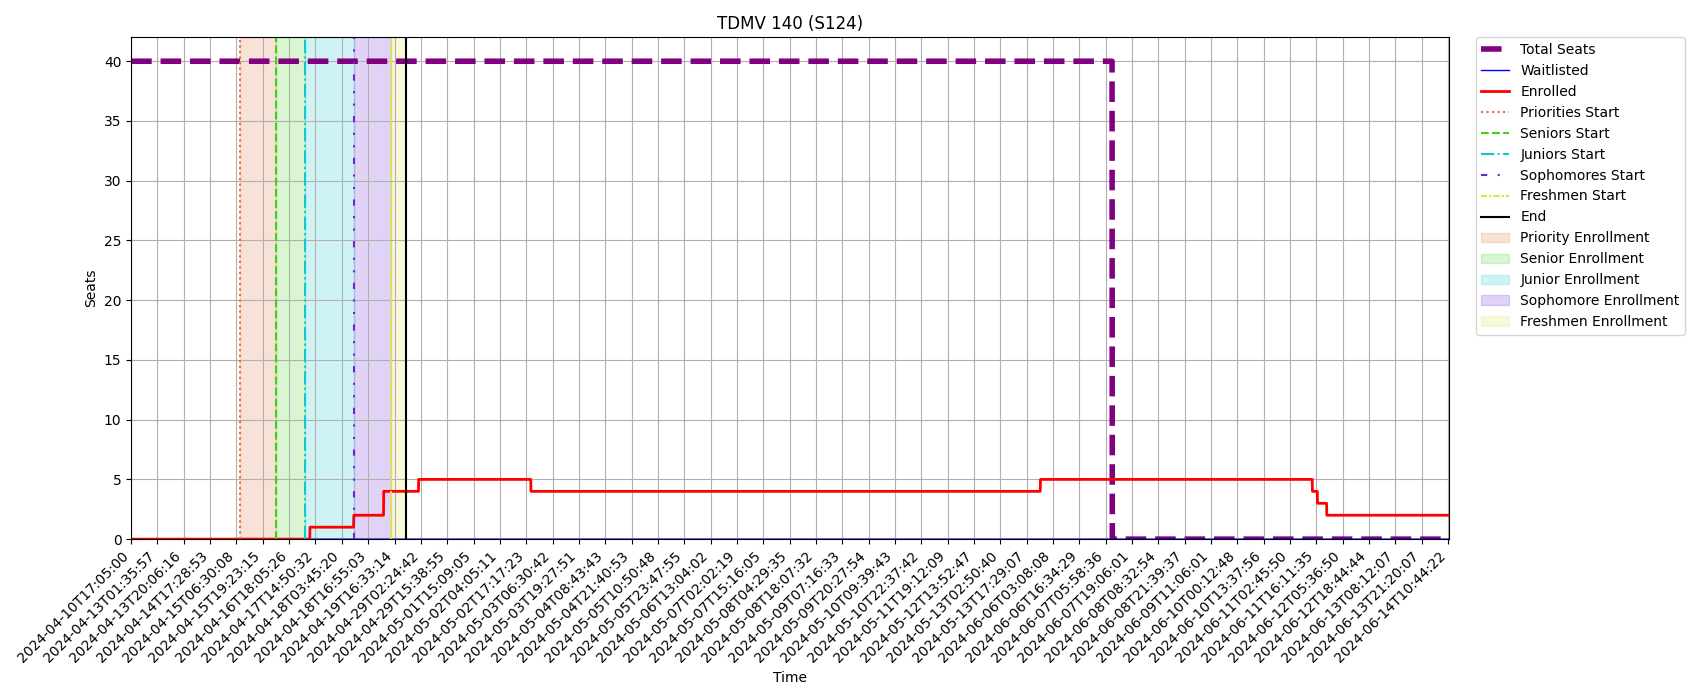 TDMV 140 (S124)
Seats
40
35
30
25
20
15
10
5
0
2024-04-10T17:05:00
2024-04-13T01:35:57
2024-04-13T20:06:16
2024-04-14T17:28:53
2024-04-15T06:30:08
2024-04-15T19:23:15
2024-04-16T18:05:26
2024-04-17T14:50:32
2024-04-18T03:45:20
2024-04-18T16:55:03
2024-04-19T16:33:14
2024-04-29T02:24:42
2024-04-29T15:38:55
2024-05-01T15:09:05
2024-05-02T04:05:11
2024-05-02T17:17:23
2024-05-03T06:30:42
2024-05-03T19:27:51
2024-05-04T08:43:43
2024-05-04T21:40:53
2024-05-05T10:50:48
2024-05-05T23:47:55
2024-05-06T13:04:02
2024-05-07T02:02:19
2024-05-07T15:16:05
2024-05-08T04:29:35
2024-05-08T18:07:32
2024-05-09T07:16:33
2024-05-09T20:27:54
2024-05-10T09:39:43
2024-05-10T22:37:42
2024-05-11T19:12:09
2024-05-12T13:52:47
2024-05-13T02:50:40
2024-05-13T17:29:07
2024-06-06T03:08:08
2024-06-06T16:34:29
2024-06-07T05:58:36
2024-06-07T19:06:01
2024-06-08T08:32:54
2024-06-08T21:39:37
2024-06-09T11:06:01
2024-06-10T00:12:48
2024-06-10T13:37:56
2024-06-11T02:45:50
2024-06-11T16:11:35
2024-06-12T05:36:50
2024-06-12T18:44:44
2024-06-13T08:12:07
2024-06-13T21:20:07
2024-06-14T10:44:22
Time
Total Seats
Waitlisted
Enrolled
Priorities Start
Seniors Start
Juniors Start
Sophomores Start
Freshmen Start
End
Priority Enrollment
Senior Enrollment
Junior Enrollment
Sophomore Enrollment
Freshmen Enrollment